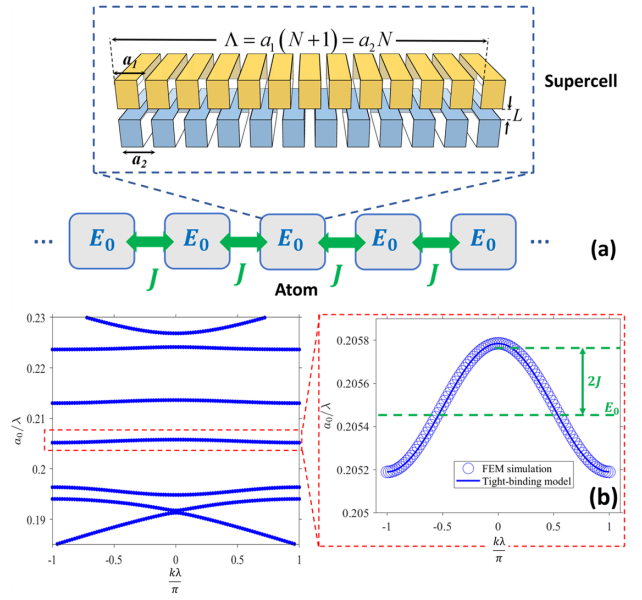 Λ = a₁(N+1) = a₂N
a₁
Supercell
L
a₂
... E₀ E₀ E₀ E₀ E₀ ...
J J J J
(a)
Atom
0.23
0.22
0.21
0.2
0.19
a₀/λ
-1 -0.5 0 0.5 1
kλ/π
0.2058
0.2056
0.2054
0.2052
0.205
a₀/λ
2J
E₀
FEM simulation
Tight-binding model
(b)
-1 -0.5 0 0.5 1
kλ/π